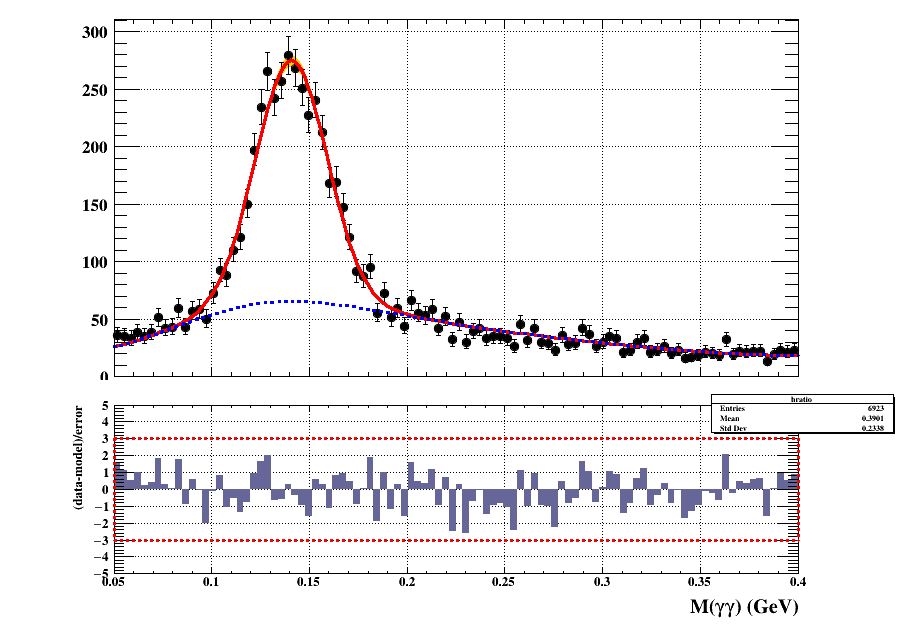 300
250
200
150
100
50
0
hratio
Entries 6923
Mean 0.3901
Std Dev 0.2338
(data-model)/error
5
4
3
2
1
0
−1
−2
−3
−4
−5
0.05 0.1 0.15 0.2 0.25 0.3 0.35 0.4
M(γγ) (GeV)